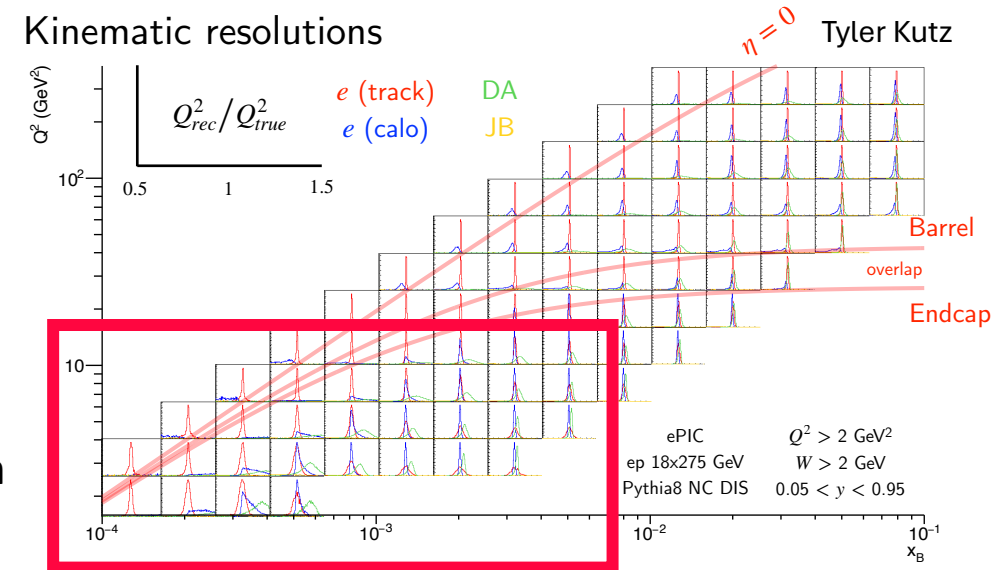 Kinematic resolutions
η = 0
Tyler Kutz
Q² (GeV²)
Q²rec/Q²true
e (track)
DA
e (calo)
JB
0.5
1
1.5
10²
Barrel
overlap
Endcap
10
ePIC
Q² > 2 GeV²
ep 18x275 GeV
W > 2 GeV
Pythia8 NC DIS
0.05 < y < 0.95
10⁻⁴
10⁻³
10⁻²
10⁻¹
x_B